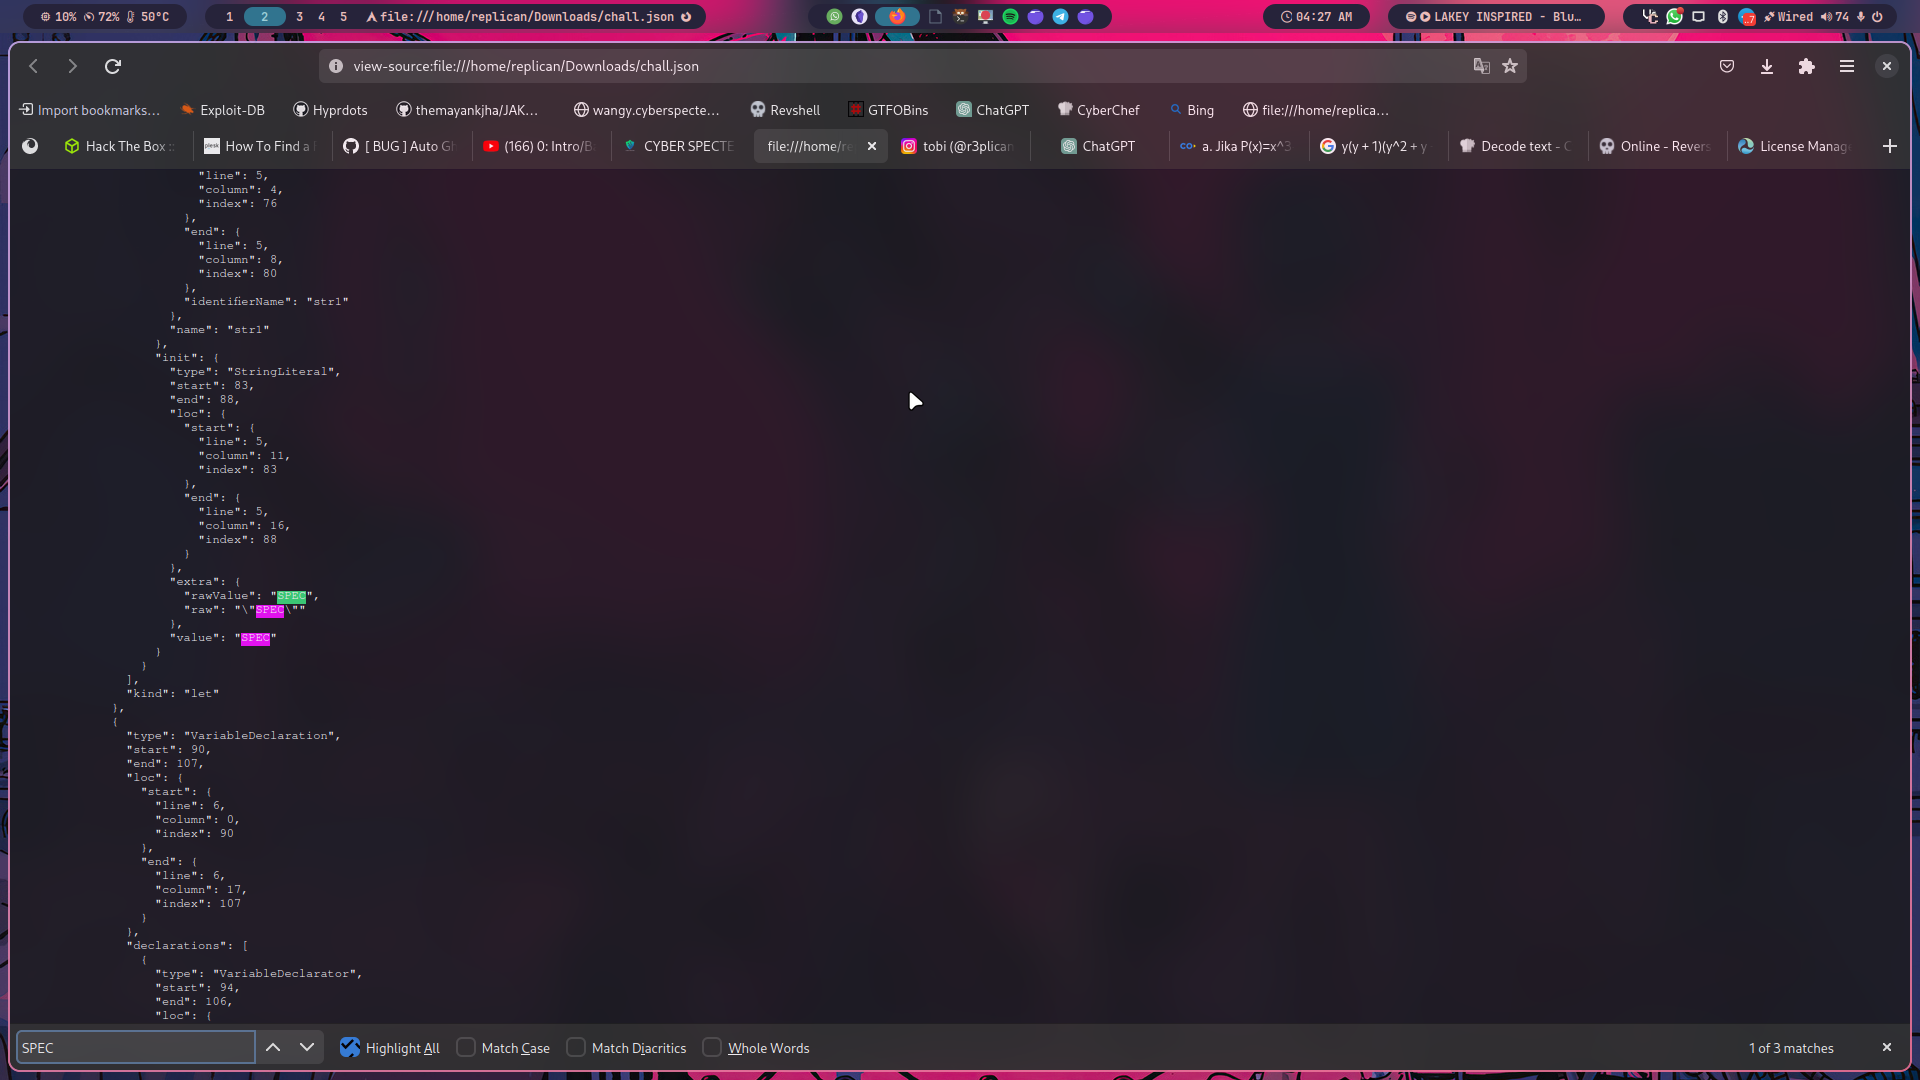 10% 72% 50°C
1 2 3 4 5
file:///home/replican/Downloads/chall.json
04:27 AM
LAKEY INSPIRED - Blu…
Wired 74
view-source:file:///home/replican/Downloads/chall.json
Import bookmarks… Exploit-DB Hyprdots themayankjha/JAK… wangy.cyberspecte… Revshell GTFOBins ChatGPT CyberChef Bing file:///home/replica…
Hack The Box :: How To Find a [ BUG ] Auto Gh (166) 0: Intro/B CYBER SPECTE file:///home/re tobi (@r3plican ChatGPT a. Jika P(x)=x^3 y(y + 1)(y^2 + y Decode text - C Online - Revers License Manag
"line": 5,
"column": 4,
"index": 76
},
"end": {
"line": 5,
"column": 8,
"index": 80
},
"identifierName": "str1"
},
"name": "str1"
},
"init": {
"type": "StringLiteral",
"start": 83,
"end": 88,
"loc": {
"start": {
"line": 5,
"column": 11,
"index": 83
},
"end": {
"line": 5,
"column": 16,
"index": 88
}
},
"extra": {
"rawValue": "SPEC",
"raw": "\"SPEC\""
},
"value": "SPEC"
}
}
],
"kind": "let"
},
{
"type": "VariableDeclaration",
"start": 90,
"end": 107,
"loc": {
"start": {
"line": 6,
"column": 0,
"index": 90
},
"end": {
"line": 6,
"column": 17,
"index": 107
}
},
"declarations": [
{
"type": "VariableDeclarator",
"start": 94,
"end": 106,
"loc": {
SPEC Highlight All Match Case Match Diacritics Whole Words 1 of 3 matches